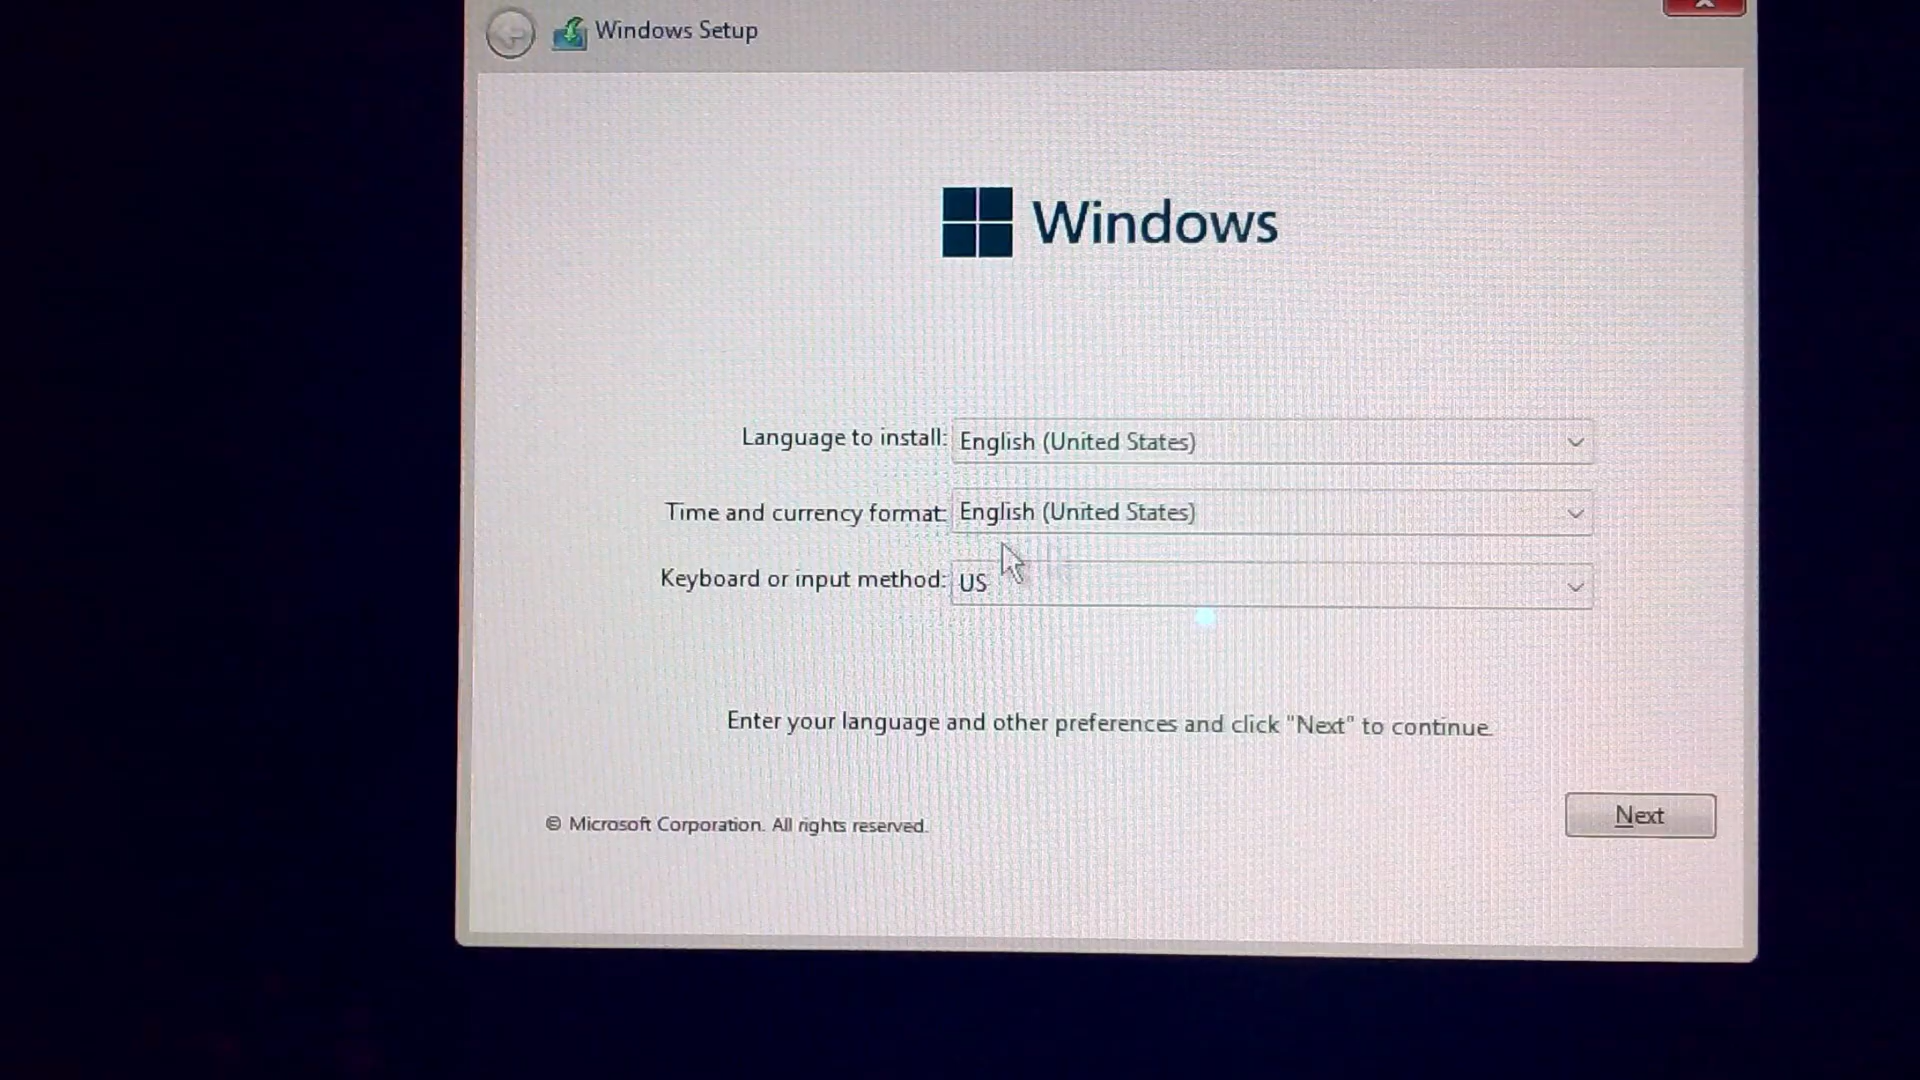 Windows Setup
Windows
Language to install: English (United States)
Time and currency format: English (United States)
Keyboard or input method: US
Enter your language and other preferences and click "Next" to continue.
© Microsoft Corporation. All rights reserved.
Next